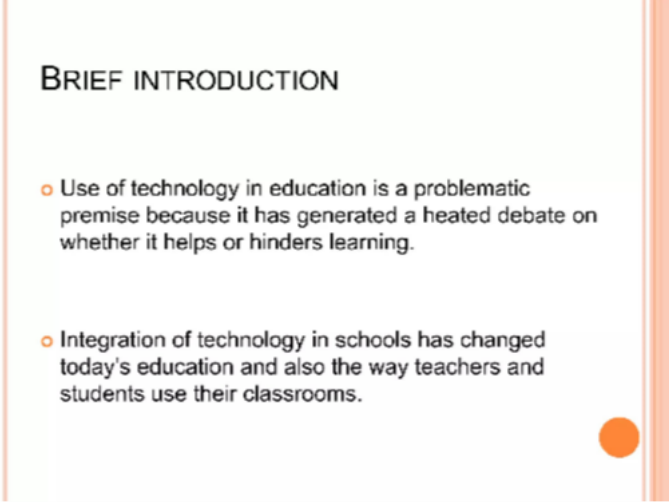 BRIEF INTRODUCTION
Use of technology in education is a problematic
premise because it has generated a heated debate on
whether it helps or hinders learning.
Integration of technology in schools has changed
today's education and also the way teachers and
students use their classrooms.